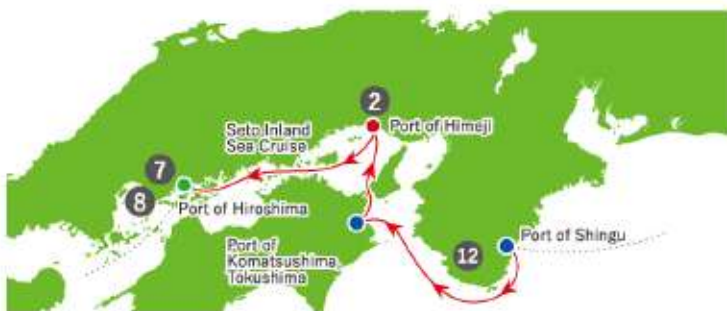 2
Port of Himeji
Seto Inland
Sea Cruise
7
8
Port of Hiroshima
Port of
Komatsushima,
Tokushima
12
Port of Shingu